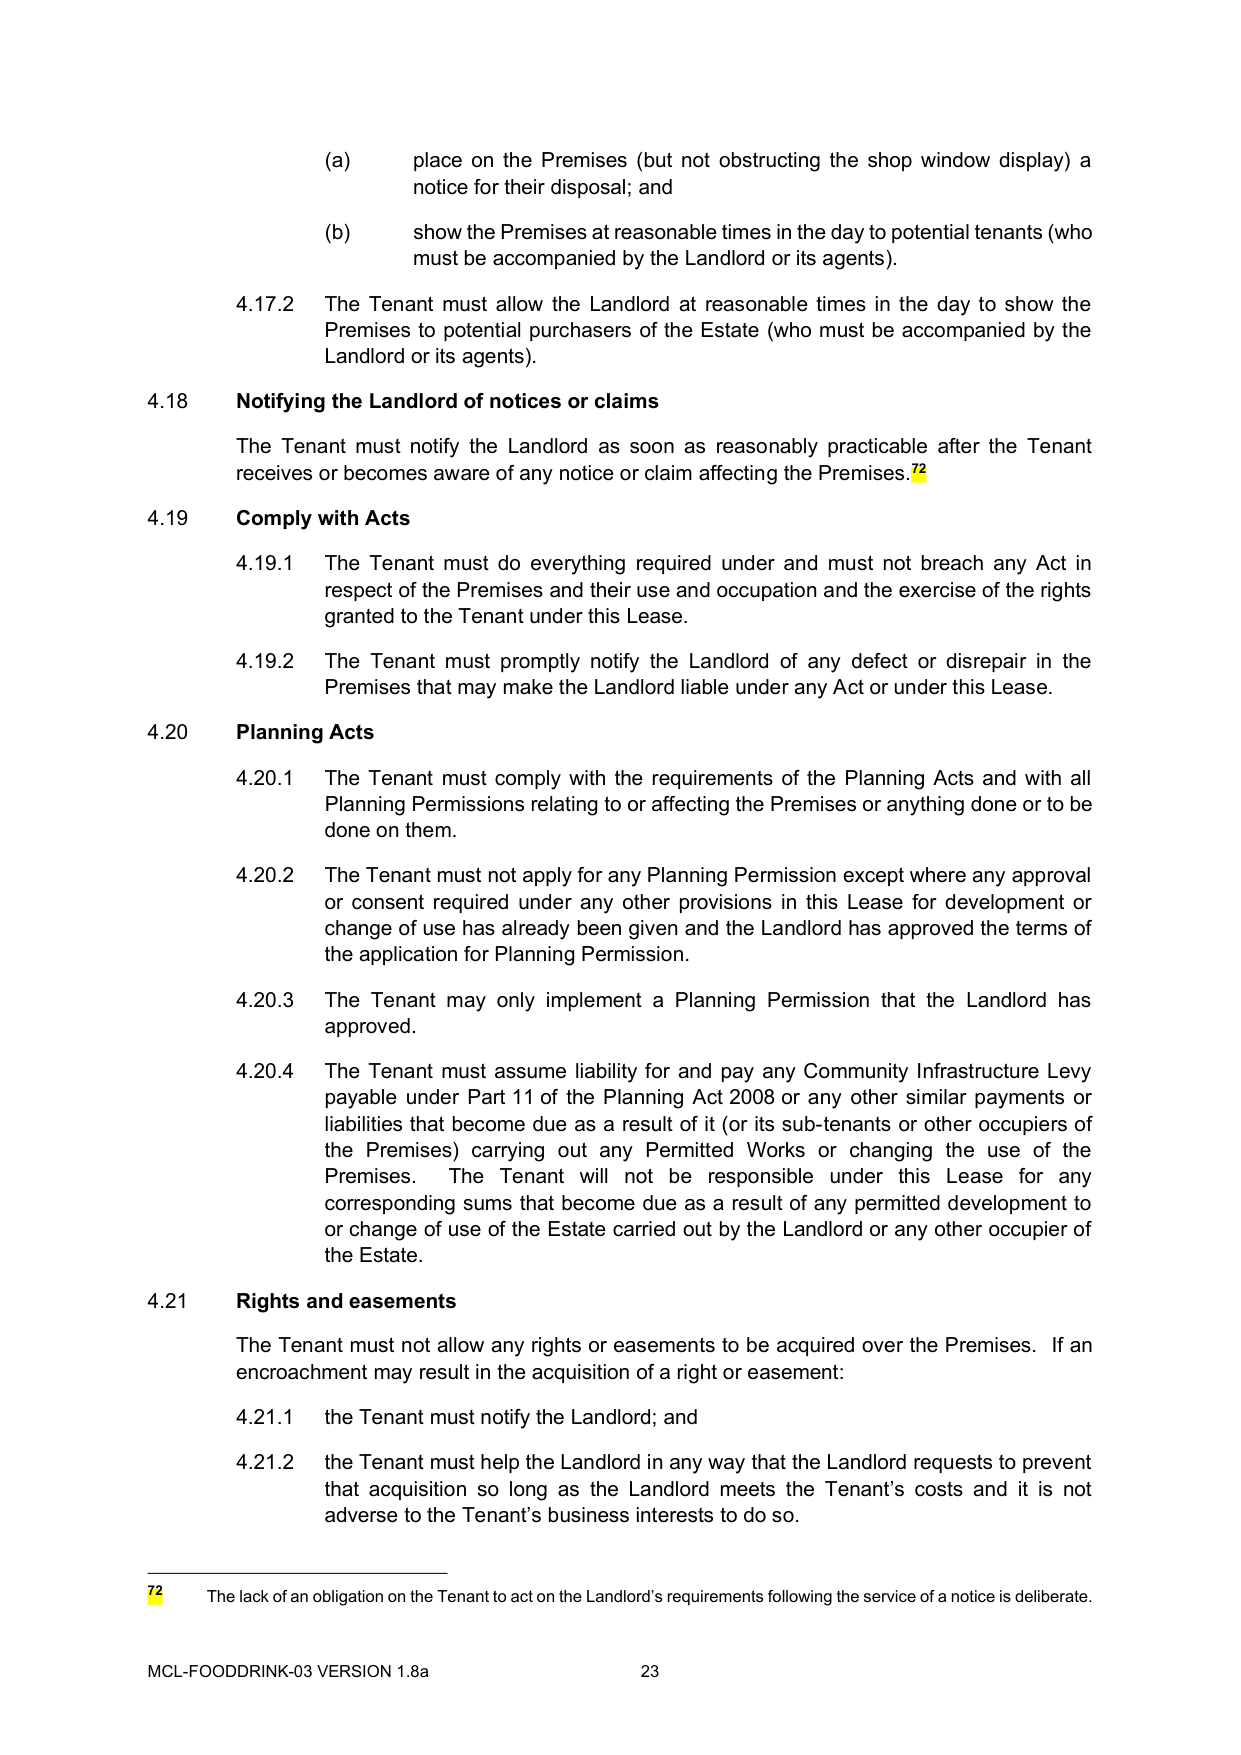 (a) place on the Premises (but not obstructing the shop window display) a
notice for their disposal; and
(b) show the Premises at reasonable times in the day to potential tenants (who
must be accompanied by the Landlord or its agents).
4.17.2 The Tenant must allow the Landlord at reasonable times in the day to show the
Premises to potential purchasers of the Estate (who must be accompanied by the
Landlord or its agents).
4.18 Notifying the Landlord of notices or claims
The Tenant must notify the Landlord as soon as reasonably practicable after the Tenant
receives or becomes aware of any notice or claim affecting the Premises.72
4.19 Comply with Acts
4.19.1 The Tenant must do everything required under and must not breach any Act in
respect of the Premises and their use and occupation and the exercise of the rights
granted to the Tenant under this Lease.
4.19.2 The Tenant must promptly notify the Landlord of any defect or disrepair in the
Premises that may make the Landlord liable under any Act or under this Lease.
4.20 Planning Acts
4.20.1 The Tenant must comply with the requirements of the Planning Acts and with all
Planning Permissions relating to or affecting the Premises or anything done or to be
done on them.
4.20.2 The Tenant must not apply for any Planning Permission except where any approval
or consent required under any other provisions in this Lease for development or
change of use has already been given and the Landlord has approved the terms of
the application for Planning Permission.
4.20.3 The Tenant may only implement a Planning Permission that the Landlord has
approved.
4.20.4 The Tenant must assume liability for and pay any Community Infrastructure Levy
payable under Part 11 of the Planning Act 2008 or any other similar payments or
liabilities that become due as a result of it (or its sub-tenants or other occupiers of
the Premises) carrying out any Permitted Works or changing the use of the
Premises. The Tenant will not be responsible under this Lease for any
corresponding sums that become due as a result of any permitted development to
or change of use of the Estate carried out by the Landlord or any other occupier of
the Estate.
4.21 Rights and easements
The Tenant must not allow any rights or easements to be acquired over the Premises. If an
encroachment may result in the acquisition of a right or easement:
4.21.1 the Tenant must notify the Landlord; and
4.21.2 the Tenant must help the Landlord in any way that the Landlord requests to prevent
that acquisition so long as the Landlord meets the Tenant’s costs and it is not
adverse to the Tenant’s business interests to do so.
72 The lack of an obligation on the Tenant to act on the Landlord’s requirements following the service of a notice is deliberate.
MCL-FOODDRINK-03 VERSION 1.8a 23